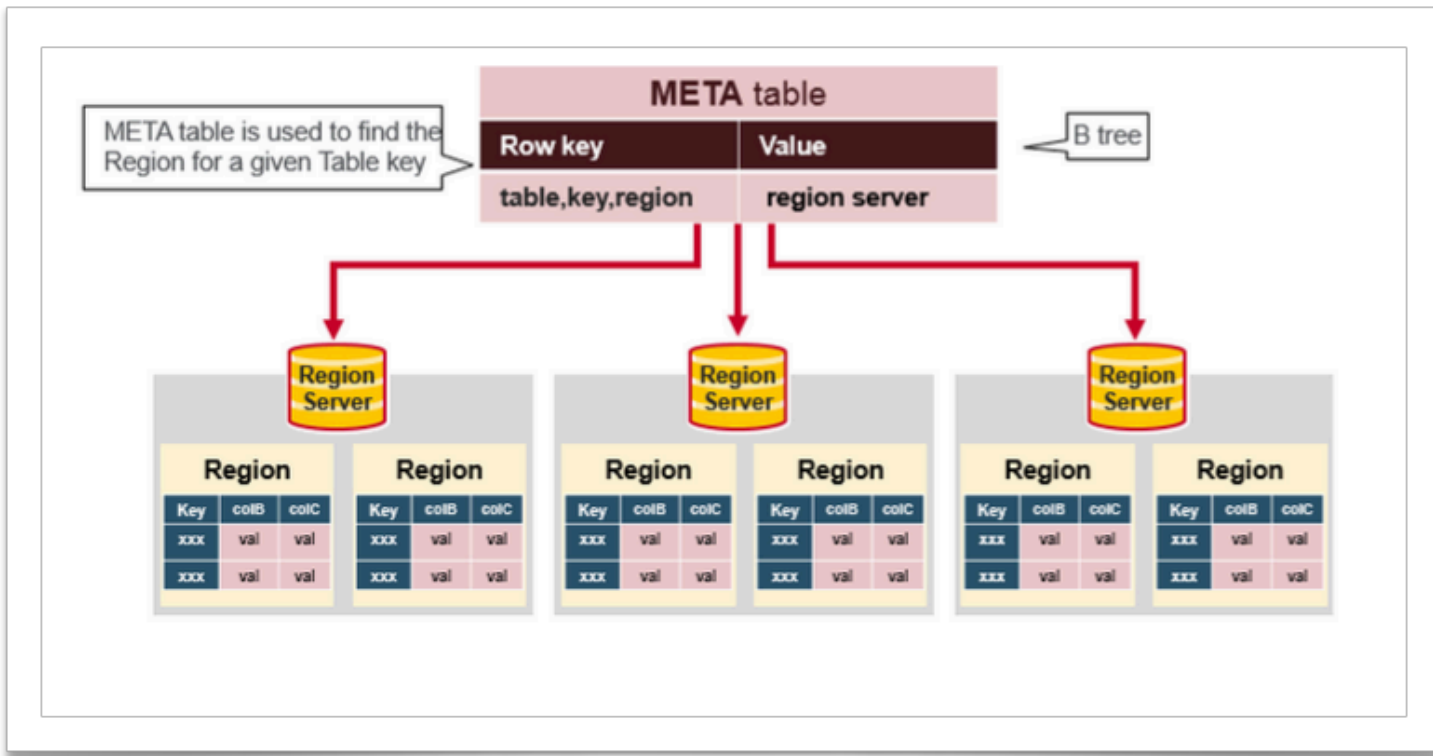 META table
META table is used to find the
Region for a given Table key
B tree
Row key Value
table,key,region region server
Region
Server
Region
Server
Region
Server
Region Region Region Region Region Region
Key colB colC Key colB colC Key colB colC Key colB colC Key colB colC Key colB colC
xxx val val xxx val val xxx val val xxx val val xxx val val xxx val val
xxx val val xxx val val xxx val val xxx val val xxx val val xxx val val